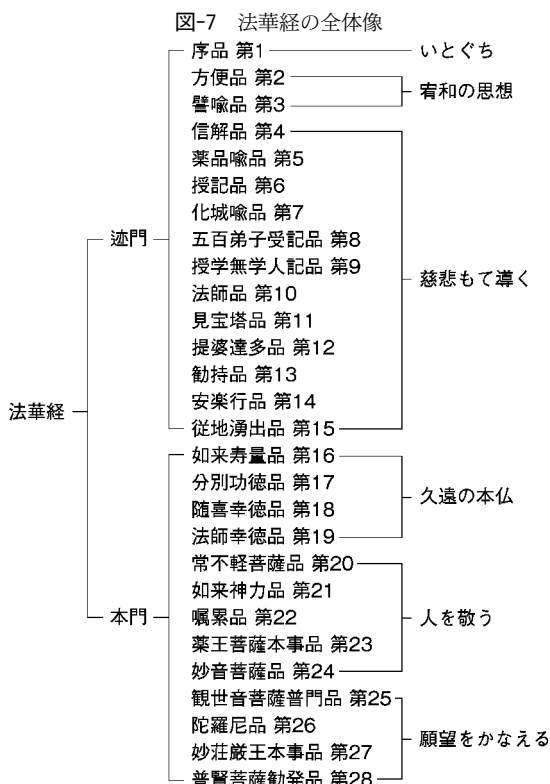 図-7 法華経の全体像
序品 第1
いとぐち
方便品 第2
譬喩品 第3
宥和の思想
信解品 第4
薬品喩品 第5
授記品 第6
化城喩品 第7
五百弟子受記品 第8
授学無学人記品 第9
法師品 第10
見宝塔品 第11
提婆達多品 第12
勧持品 第13
安楽行品 第14
従地湧出品 第15
慈悲もて導く
迹門
法華経
如来寿量品 第16
分別功徳品 第17
随喜幸徳品 第18
法師幸徳品 第19
久遠の本仏
常不軽菩薩品 第20
如来神力品 第21
嘱累品 第22
薬王菩薩本事品 第23
妙音菩薩品 第24
人を敬う
本門
観世音菩薩普門品 第25
陀羅尼品 第26
妙荘厳王本事品 第27
普賢菩薩勧発品 第28
願望をかなえる